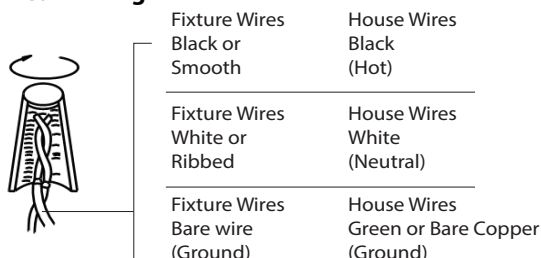 Fixture Wires House Wires
Black or Black
Smooth (Hot)
Fixture Wires House Wires
White or White
Ribbed (Neutral)
Fixture Wires House Wires
Bare wire Green or Bare Copper
(Ground) (Ground)